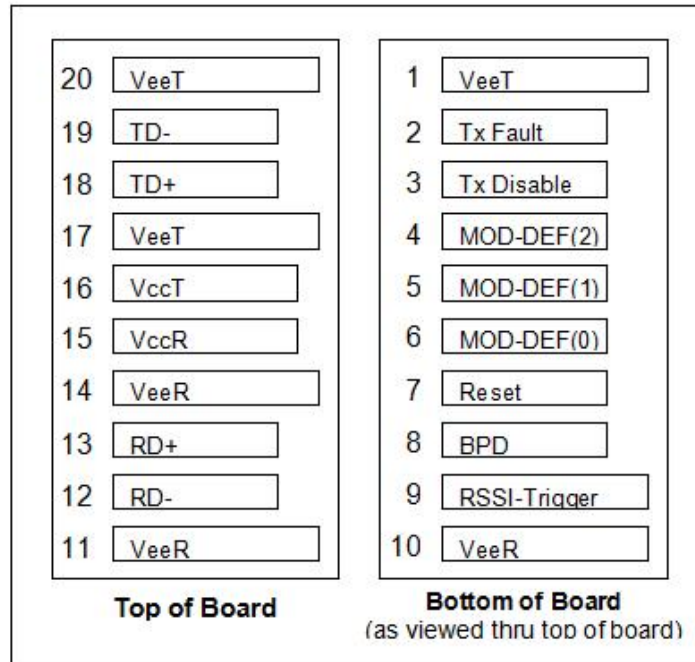 20 VeeT
19 TD-
18 TD+
17 VeeT
16 VccT
15 VccR
14 VeeR
13 RD+
12 RD-
11 VeeR
Top of Board
1 VeeT
2 Tx Fault
3 Tx Disable
4 MOD-DEF(2)
5 MOD-DEF(1)
6 MOD-DEF(0)
7 Reset
8 BPD
9 RSSI-Trigger
10 VeeR
Bottom of Board
(as viewed thru top of board)